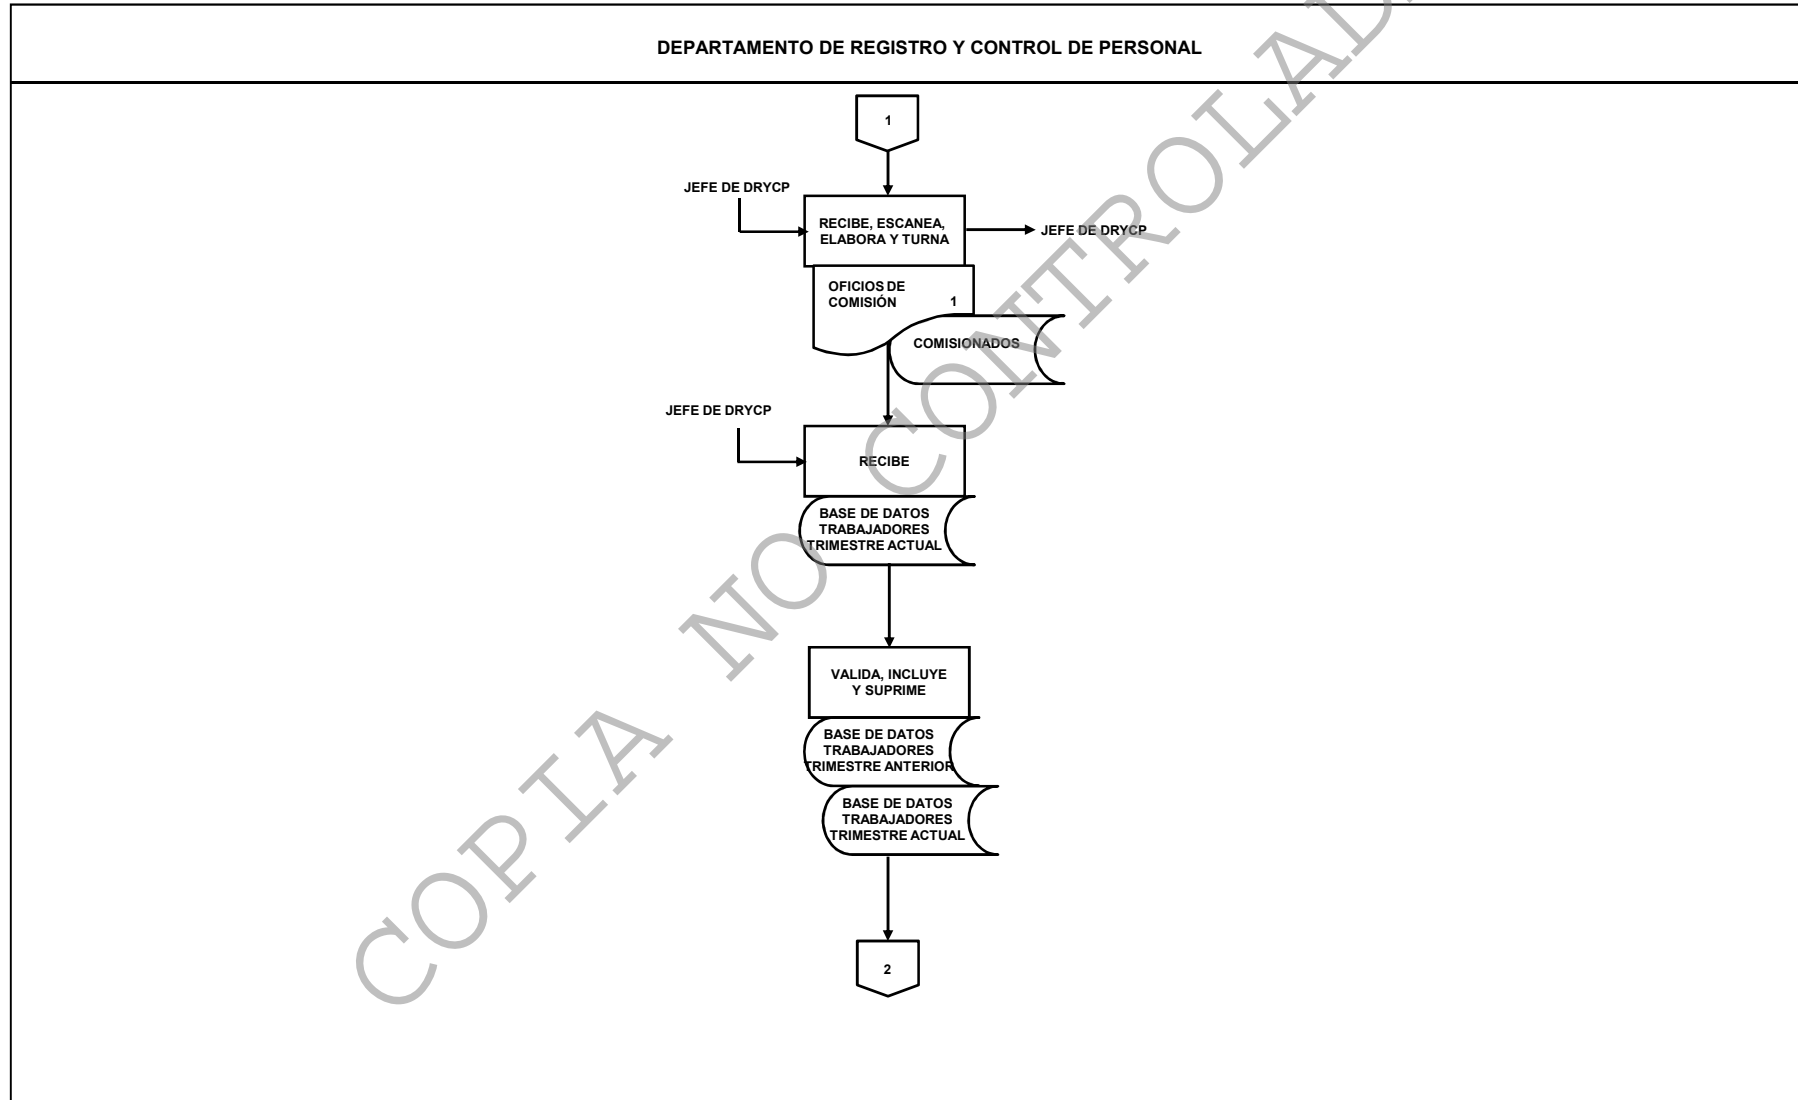 DEPARTAMENTO DE REGISTRO Y CONTROL DE PERSONAL
1
JEFE DE DRYCP
RECIBE, ESCANEA,
ELABORA Y TURNA
JEFE DE DRYCP
OFICIOS DE
COMISIÓN 1
COMISIONADOS
JEFE DE DRYCP
RECIBE
BASE DE DATOS
TRABAJADORES
TRIMESTRE ACTUAL
VALIDA, INCLUYE
Y SUPRIME
BASE DE DATOS
TRABAJADORES
TRIMESTRE ANTERIOR
BASE DE DATOS
TRABAJADORES
TRIMESTRE ACTUAL
2
COPIA NO CONTROLAD